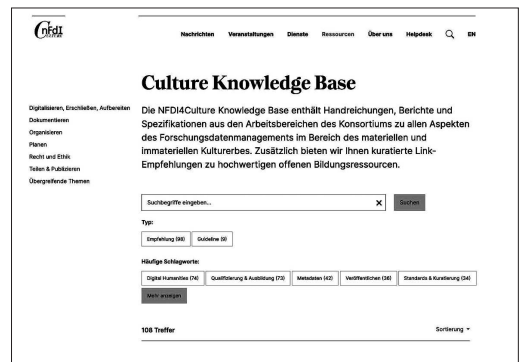 nFdI
Culture
Nachrichten Veranstaltungen Dienste Ressourcen Über uns Helpdesk EN
Culture Knowledge Base
Digitalisieren, Erschließen, Aufbereiten
Dokumentieren
Organisieren
Planen
Recht und Ethik
Teilen & Publizieren
Übergreifende Themen
Die NFDI4Culture Knowledge Base enthält Handreichungen, Berichte und
Spezifikationen aus den Arbeitsbereichen des Konsortiums zu allen Aspekten
des Forschungsdatenmanagements im Bereich des materiellen und
immateriellen Kulturerbes. Zusätzlich bieten wir Ihnen kuratierte Link-
Empfehlungen zu hochwertigen offenen Bildungsressourcen.
Suchbegriffe eingeben... Suchen
Typ:
Empfehlung (98) Guideline (9)
Häufige Schlagworte:
Digital Humanities (74) Qualifizierung & Ausbildung (73) Metadaten (42) Veröffentlichen (36) Standards & Kuratierung (34)
Mehr anzeigen
108 Treffer Sortierung